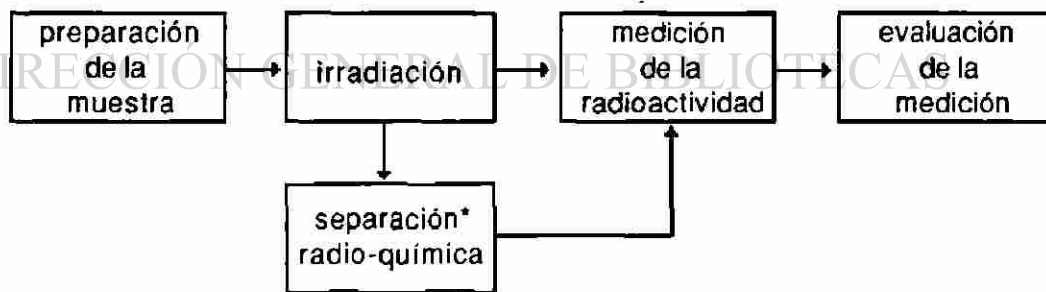 preparación
de la
muestra
irradiación
medición
de la
radioactividad
evaluación
de la
medición
separación*
radio-química
DIRECCIÓN GENERAL DE BIBLIOTECAS